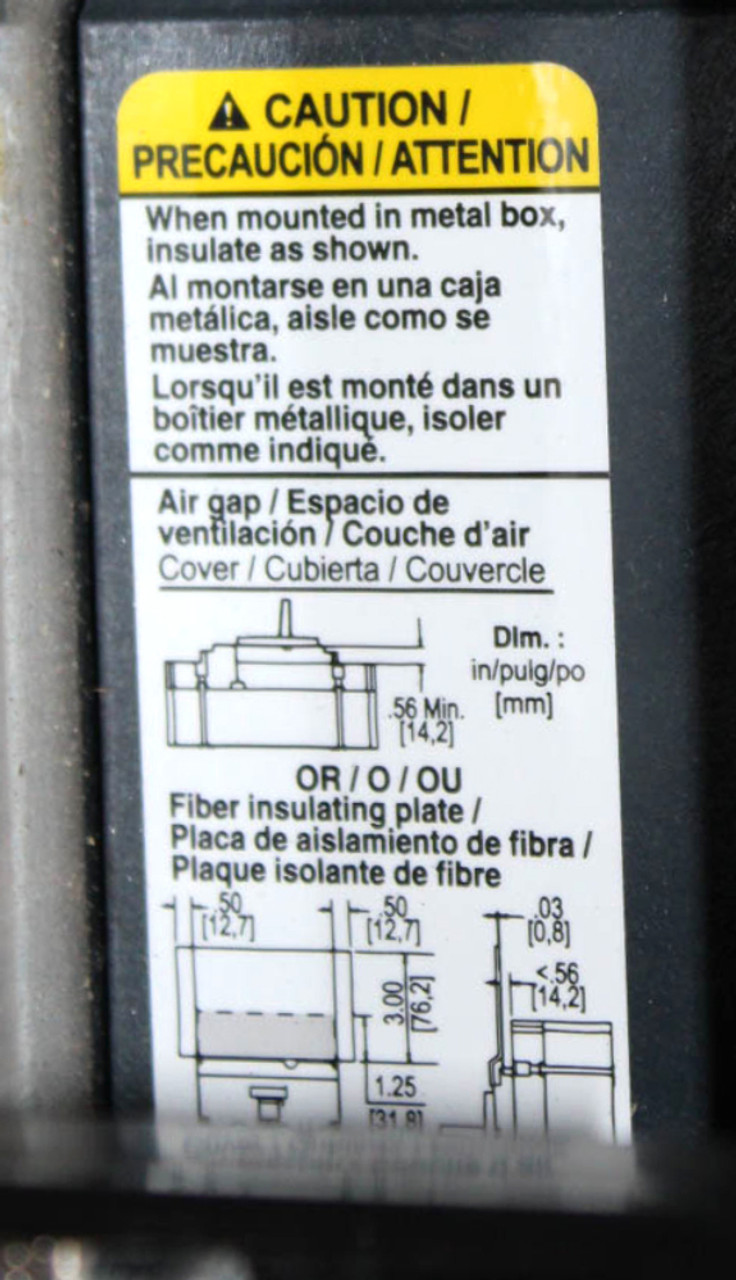 ⚠ CAUTION /
PRECAUCIÓN / ATTENTION
When mounted in metal box,
insulate as shown.
Al montarse en una caja
metálica, aisle como se
muestra.
Lorsqu'il est monté dans un
boîtier métallique, isoler
comme indiqué.
Air gap / Espacio de
ventilación / Couche d'air
Cover / Cubierta / Couvercle
Dim. :
in/pulg/po
[mm]
.56 Min.
[14,2]
OR / O / OU
Fiber insulating plate /
Placa de aislamiento de fibra /
Plaque isolante de fibre
.50
[12,7]
.50
[12,7]
.03
[0,8]
<.56
[14,2]
3.00
[76,2]
1.25
[31,8]